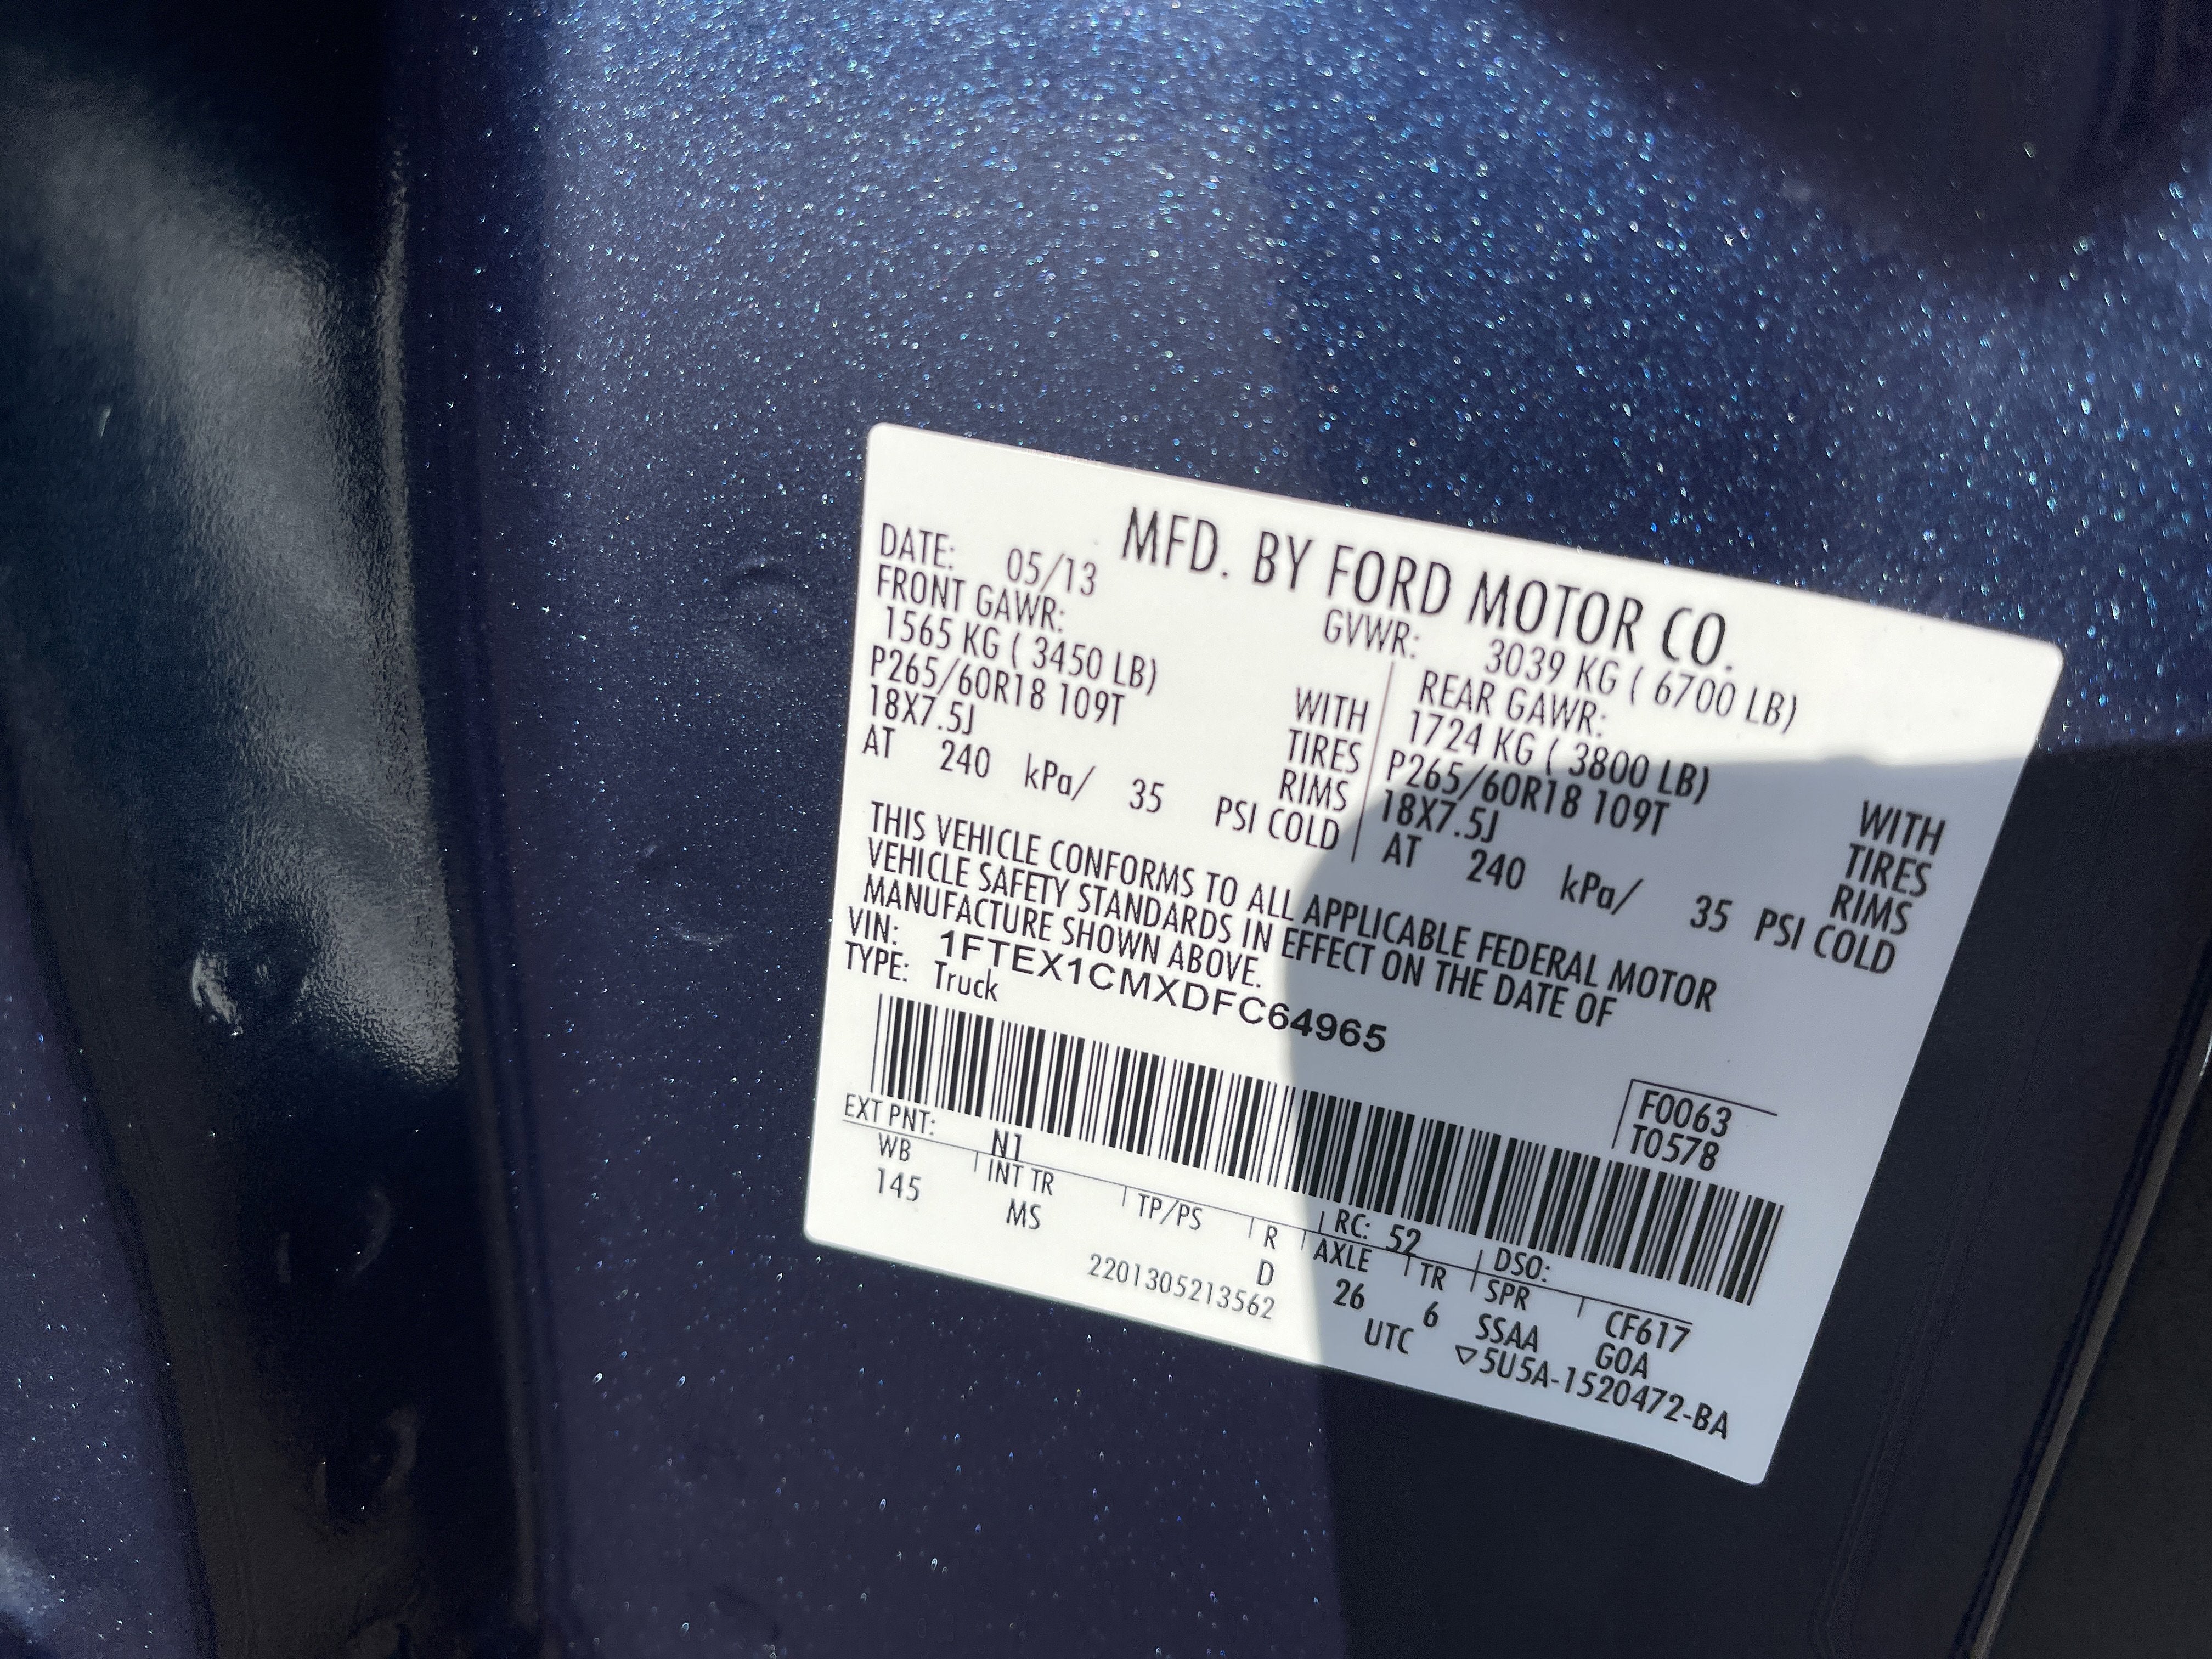 MFD. BY FORD MOTOR CO.
DATE: 05/13 GVWR: 3039 KG ( 6700 LB)
FRONT GAWR: REAR GAWR:
1565 KG ( 3450 LB) WITH 1724 KG ( 3800 LB) WITH
P265/60R18 109T TIRES P265/60R18 109T TIRES
18X7.5J RIMS 18X7.5J RIMS
AT 240 kPa/ 35 PSI COLD AT 240 kPa/ 35 PSI COLD
THIS VEHICLE CONFORMS TO ALL APPLICABLE FEDERAL MOTOR
VEHICLE SAFETY STANDARDS IN EFFECT ON THE DATE OF
MANUFACTURE SHOWN ABOVE.
VIN: 1FTEX1CMXDFC64965
TYPE: Truck
F0063
T0578
EXT PNT: N1 RC: 52 DSO: CF617
WB INT TR TP/PS R AXLE TR SPR
145 MS D 26 6 SSAA GOA
2201305213562 UTC ▽5U5A-1520472-BA